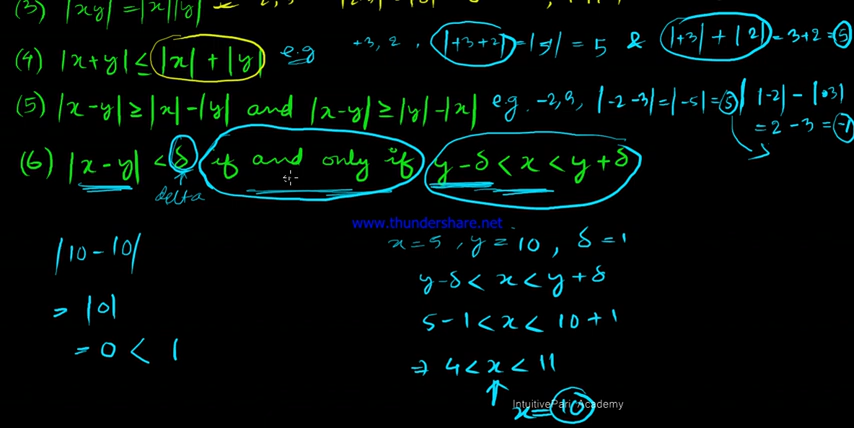 (3) |xy| = |x||y|
(4) |x+y| ≤ |x| + |y| e.g +3, 2, |+3+2| = |5| = 5 & |+3| + |2| = 3+2 = 5
(5) |x-y| ≥ |x| - |y| and |x-y| ≥ |y| - |x| e.g. -2, 3, |-2-3| = |-5| = 5 | |-2| - |+3|
= 2 - 3 = -1
(6) |x - y| < δ if and only if y - δ < x < y + δ
delta
www.thundershare.net
|10 - 10|
= |0|
= 0 < 1
x = 5, y = 10, δ = 1
y-δ < x < y + δ
5 - 1 < x < 10 + 1
⇒ 4 < x < 11
x = 10